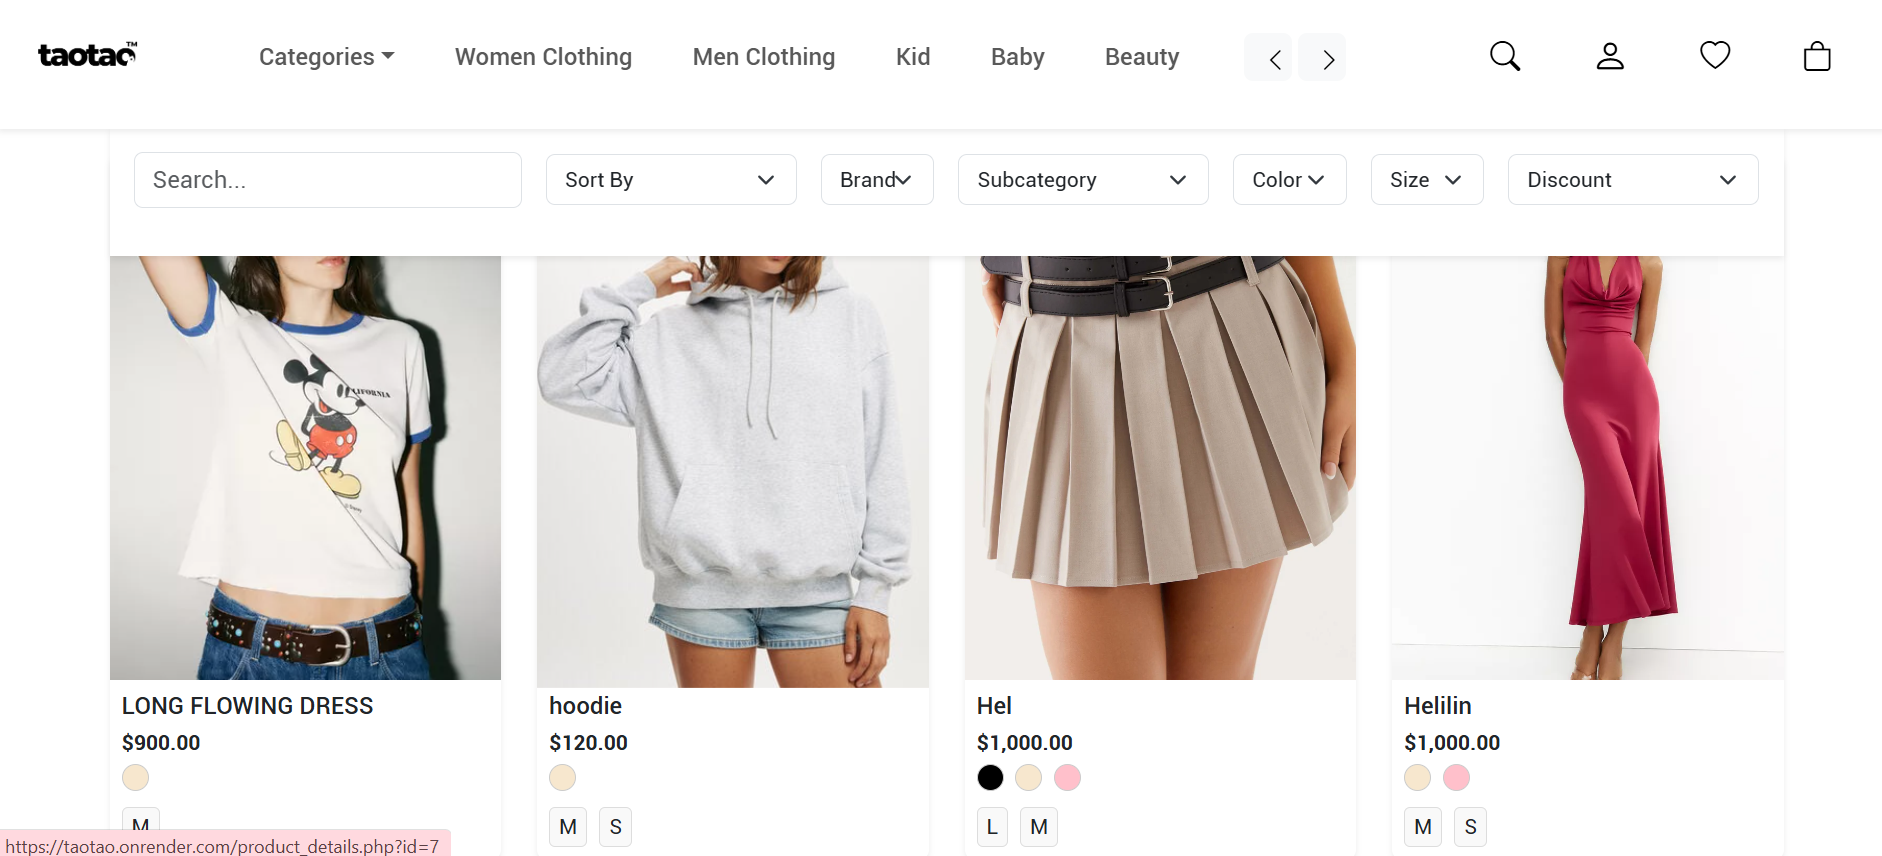 taotao™
Categories Women Clothing Men Clothing Kid Baby Beauty
Search... Sort By Brand Subcategory Color Size Discount
CALIFORNIA
LONG FLOWING DRESS
$900.00
M
hoodie
$120.00
M S
Hel
$1,000.00
L M
Helilin
$1,000.00
M S
https://taotao.onrender.com/product_details.php?id=7